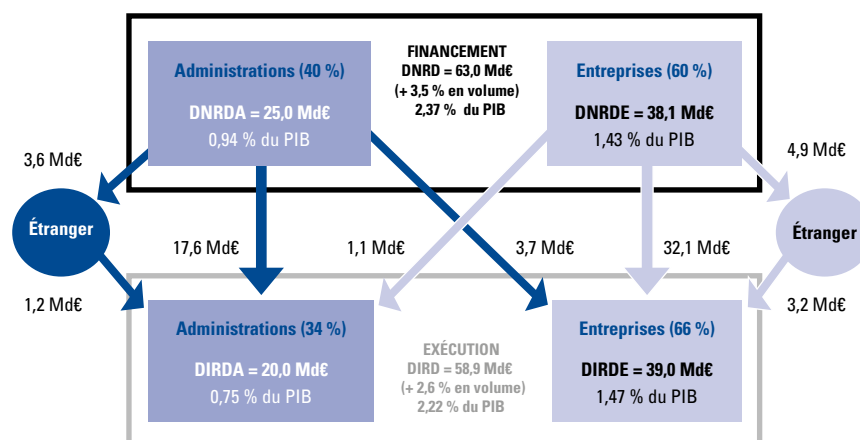 Administrations (40 %)
DNRDA = 25,0 Md€
0,94 % du PIB
FINANCEMENT
DNRD = 63,0 Md€
(+ 3,5 % en volume)
2,37 % du PIB
Entreprises (60 %)
DNRDE = 38,1 Md€
1,43 % du PIB
3,6 Md€
4,9 Md€
Étranger
Étranger
17,6 Md€
1,1 Md€
3,7 Md€
32,1 Md€
1,2 Md€
3,2 Md€
Administrations (34 %)
DIRDA = 20,0 Md€
0,75 % du PIB
EXÉCUTION
DIRD = 58,9 Md€
(+ 2,6 % en volume)
2,22 % du PIB
Entreprises (66 %)
DIRDE = 39,0 Md€
1,47 % du PIB